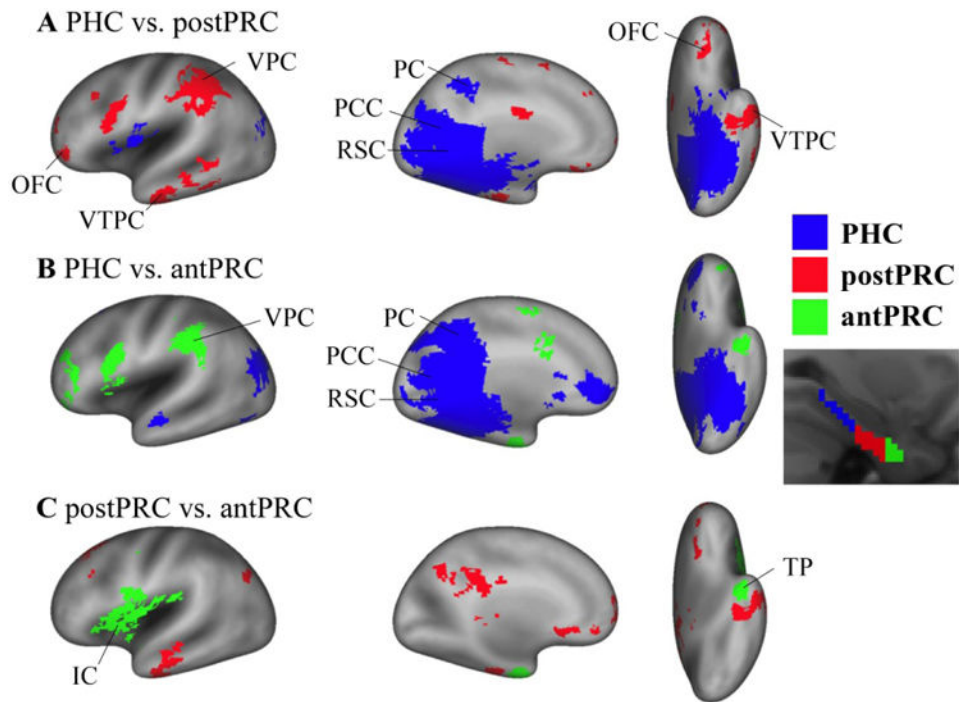 A PHC vs. postPRC
VPC
OFC
VTPC
PC
PCC
RSC
OFC
VTPC
PHC
postPRC
antPRC
B PHC vs. antPRC
VPC
PC
PCC
RSC
C postPRC vs. antPRC
IC
TP